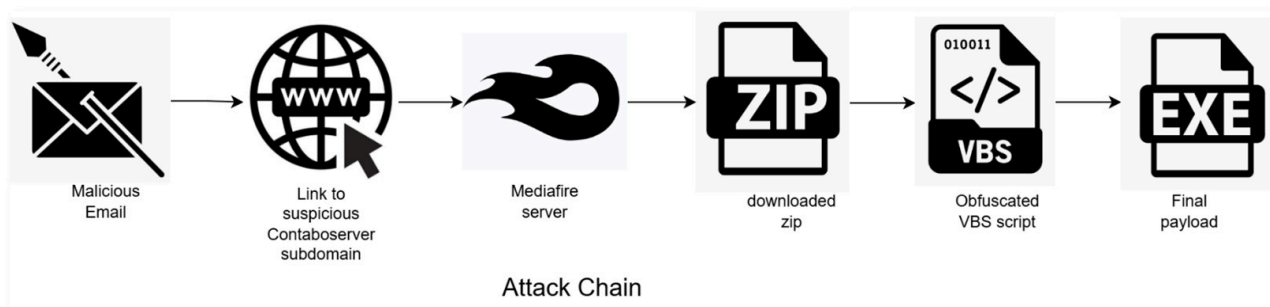 WWW
ZIP
010011
</>
VBS
EXE
Malicious
Email
Link to
suspicious
Contaboserver
subdomain
Mediafire
server
downloaded
zip
Obfuscated
VBS script
Final
payload
Attack Chain